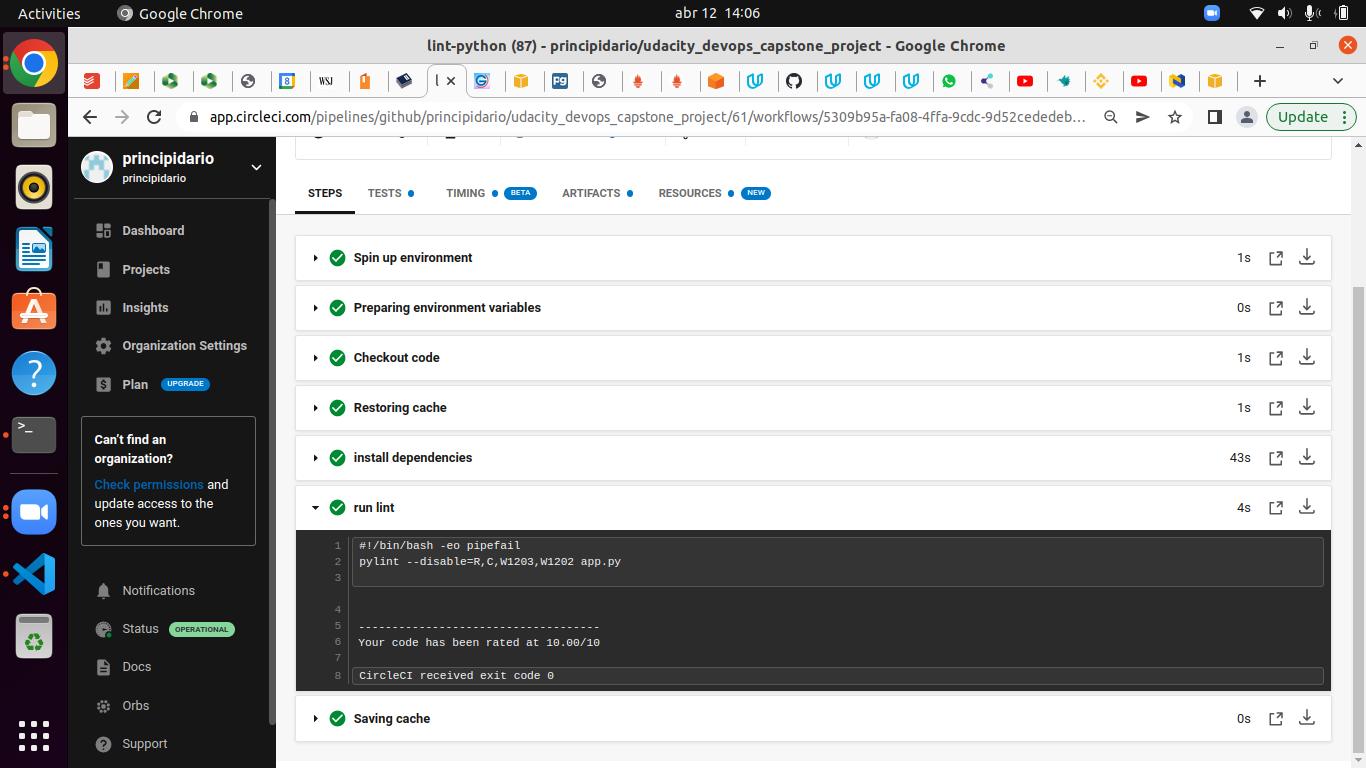 Activities
Google Chrome
abr 12 14:06
lint-python (87) - principidario/udacity_devops_capstone_project - Google Chrome
WSJ
pg
app.circleci.com/pipelines/github/principidario/udacity_devops_capstone_project/61/workflows/5309b95a-fa08-4ffa-9cdc-9d52cededeb…
Update
principidario
principidario
Dashboard
Projects
Insights
Organization Settings
Plan
UPGRADE
Can't find an
organization?
Check permissions and
update access to the
ones you want.
Notifications
Status
OPERATIONAL
Docs
Orbs
Support
STEPS
TESTS
TIMING
BETA
ARTIFACTS
RESOURCES
NEW
Spin up environment
1s
Preparing environment variables
0s
Checkout code
1s
Restoring cache
1s
install dependencies
43s
run lint
4s
1 #!/bin/bash -eo pipefail
2 pylint --disable=R,C,W1203,W1202 app.py
3
4
5 ------------------------------------
6 Your code has been rated at 10.00/10
7
8 CircleCI received exit code 0
Saving cache
0s